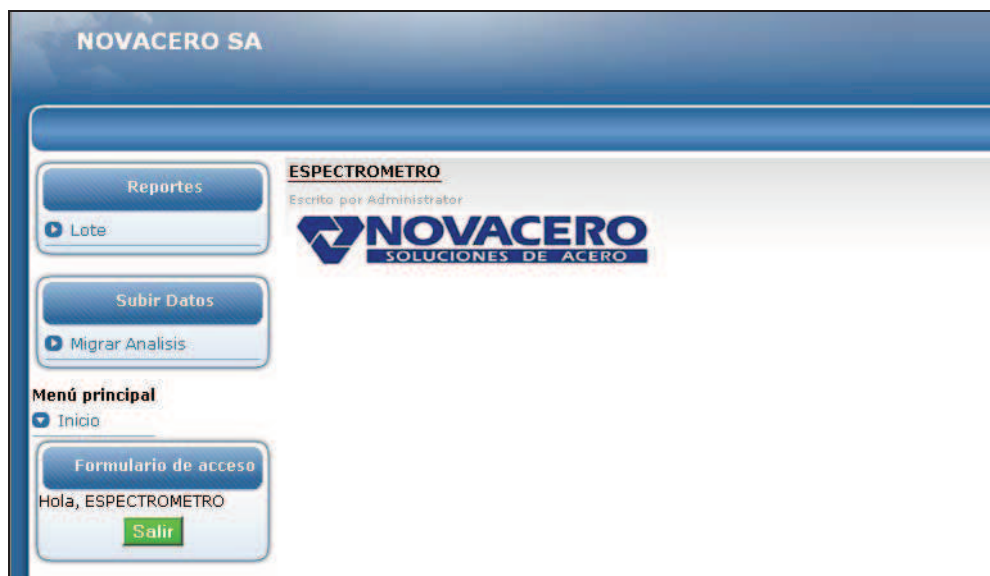 NOVACERO SA
Reportes
Lote
Subir Datos
Migrar Analisis
Menú principal
Inicio
Formulario de acceso
Hola, ESPECTROMETRO
Salir
ESPECTROMETRO
Escrito por Administrator
NOVACERO
SOLUCIONES DE ACERO